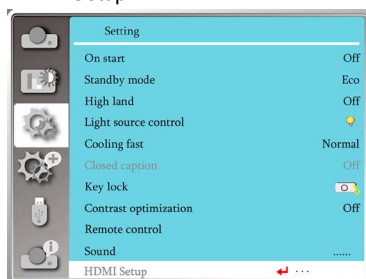 Setting
On start Off
Standby mode Eco
High land Off
Light source control
Cooling fast Normal
Closed caption Off
Key lock
Contrast optimization Off
Remote control
Sound ......
HDMI Setup ...